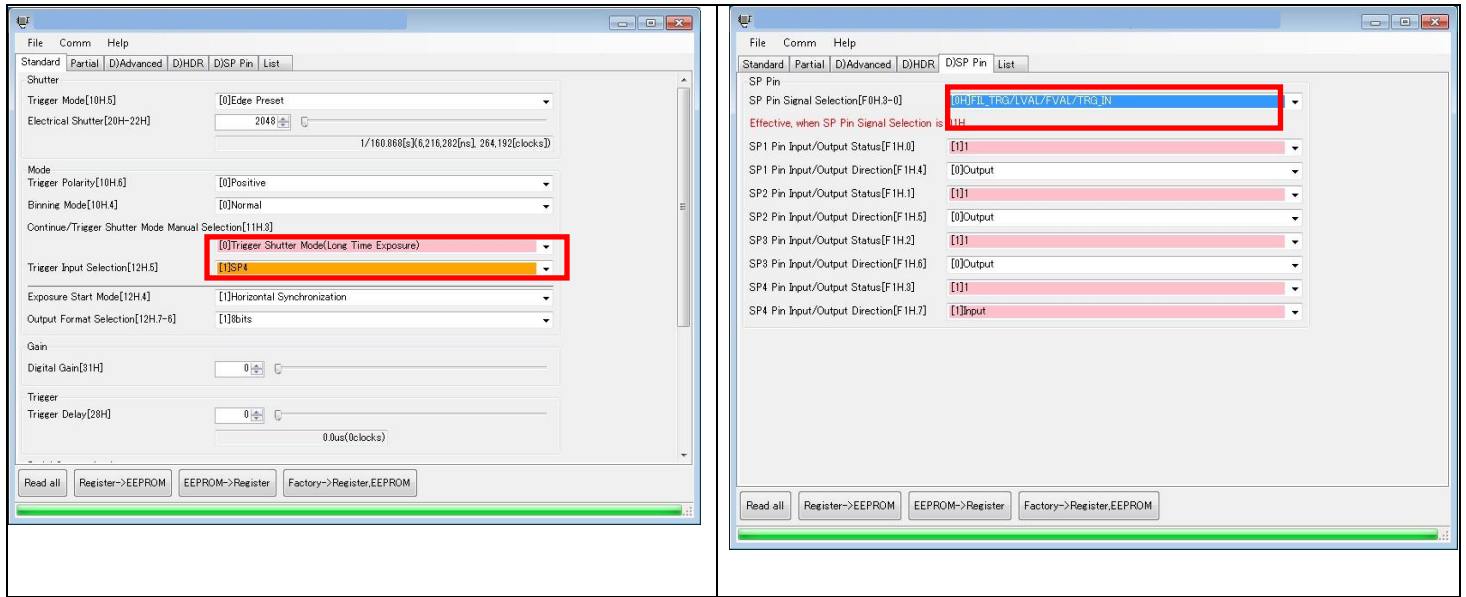 File Comm Help
Standard Partial D)Advanced D)HDR D)SP Pin List
Shutter
Trigger Mode[10H.5] [0]Edge Preset
Electrical Shutter[20H-22H] 2048
1/160.868[s](6,216,282[ns], 264,192[clocks])
Mode
Trigger Polarity[10H.6] [0]Positive
Binning Mode[10H.4] [0]Normal
Continue/Trigger Shutter Mode Manual Selection[11H.3]
[0]Trigger Shutter Mode(Long Time Exposure)
Trigger Input Selection[12H.5] [1]SP4
Exposure Start Mode[12H.4] [1]Horizontal Synchronization
Output Format Selection[12H.7-6] [1]8bits
Gain
Digital Gain[31H] 0
Trigger
Trigger Delay[28H] 0
0.0us(0clocks)
Read all Register->EEPROM EEPROM->Register Factory->Register,EEPROM
File Comm Help
Standard Partial D)Advanced D)HDR D)SP Pin List
SP Pin
SP Pin Signal Selection[F0H.3-0] [0H]FIL_TRG/LVAL/FVAL/TRG_IN
Effective, when SP Pin Signal Selection is 01H
SP1 Pin Input/Output Status[F1H.0] [1]1
SP1 Pin Input/Output Direction[F1H.4] [0]Output
SP2 Pin Input/Output Status[F1H.1] [1]1
SP2 Pin Input/Output Direction[F1H.5] [0]Output
SP3 Pin Input/Output Status[F1H.2] [1]1
SP3 Pin Input/Output Direction[F1H.6] [0]Output
SP4 Pin Input/Output Status[F1H.3] [1]1
SP4 Pin Input/Output Direction[F1H.7] [1]Input
Read all Register->EEPROM EEPROM->Register Factory->Register,EEPROM